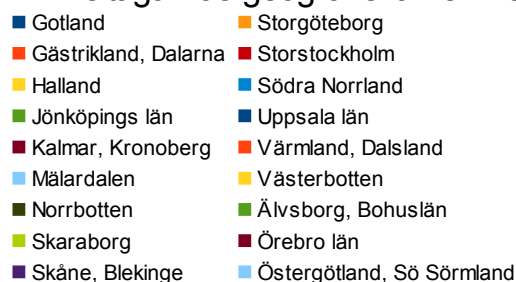 Gotland
Gästrikland, Dalarna
Halland
Jönköpings län
Kalmar, Kronoberg
Mälardalen
Norrbotten
Skaraborg
Skåne, Blekinge
Storgöteborg
Storstockholm
Södra Norrland
Uppsala län
Värmland, Dalsland
Västerbotten
Älvsborg, Bohuslän
Örebro län
Östergötland, Sö Sörmland